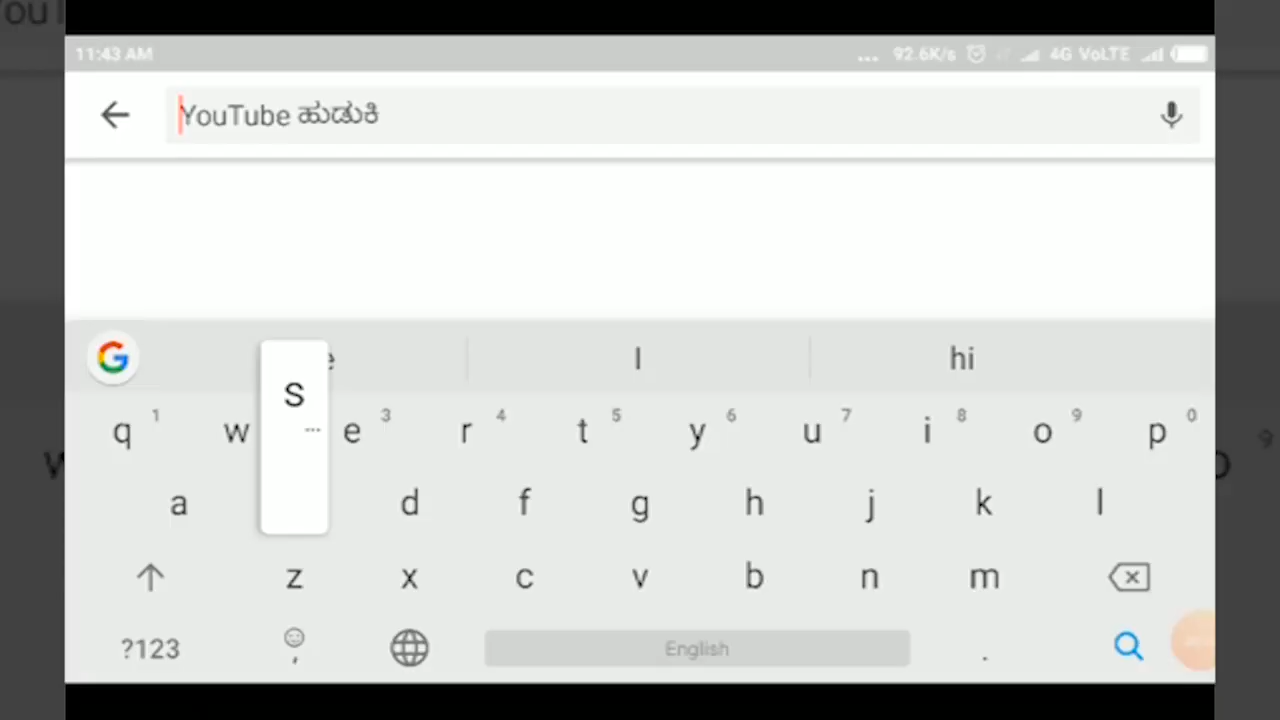 11:43 AM ... 92.6K/s 4G VoLTE
YouTube ಹುಡುಕಿ
I hi
q 1 w e 3 r 4 t 5 y 6 u 7 i 8 o 9 p 0
s
a d f g h j k l
z x c v b n m
?123 , English .